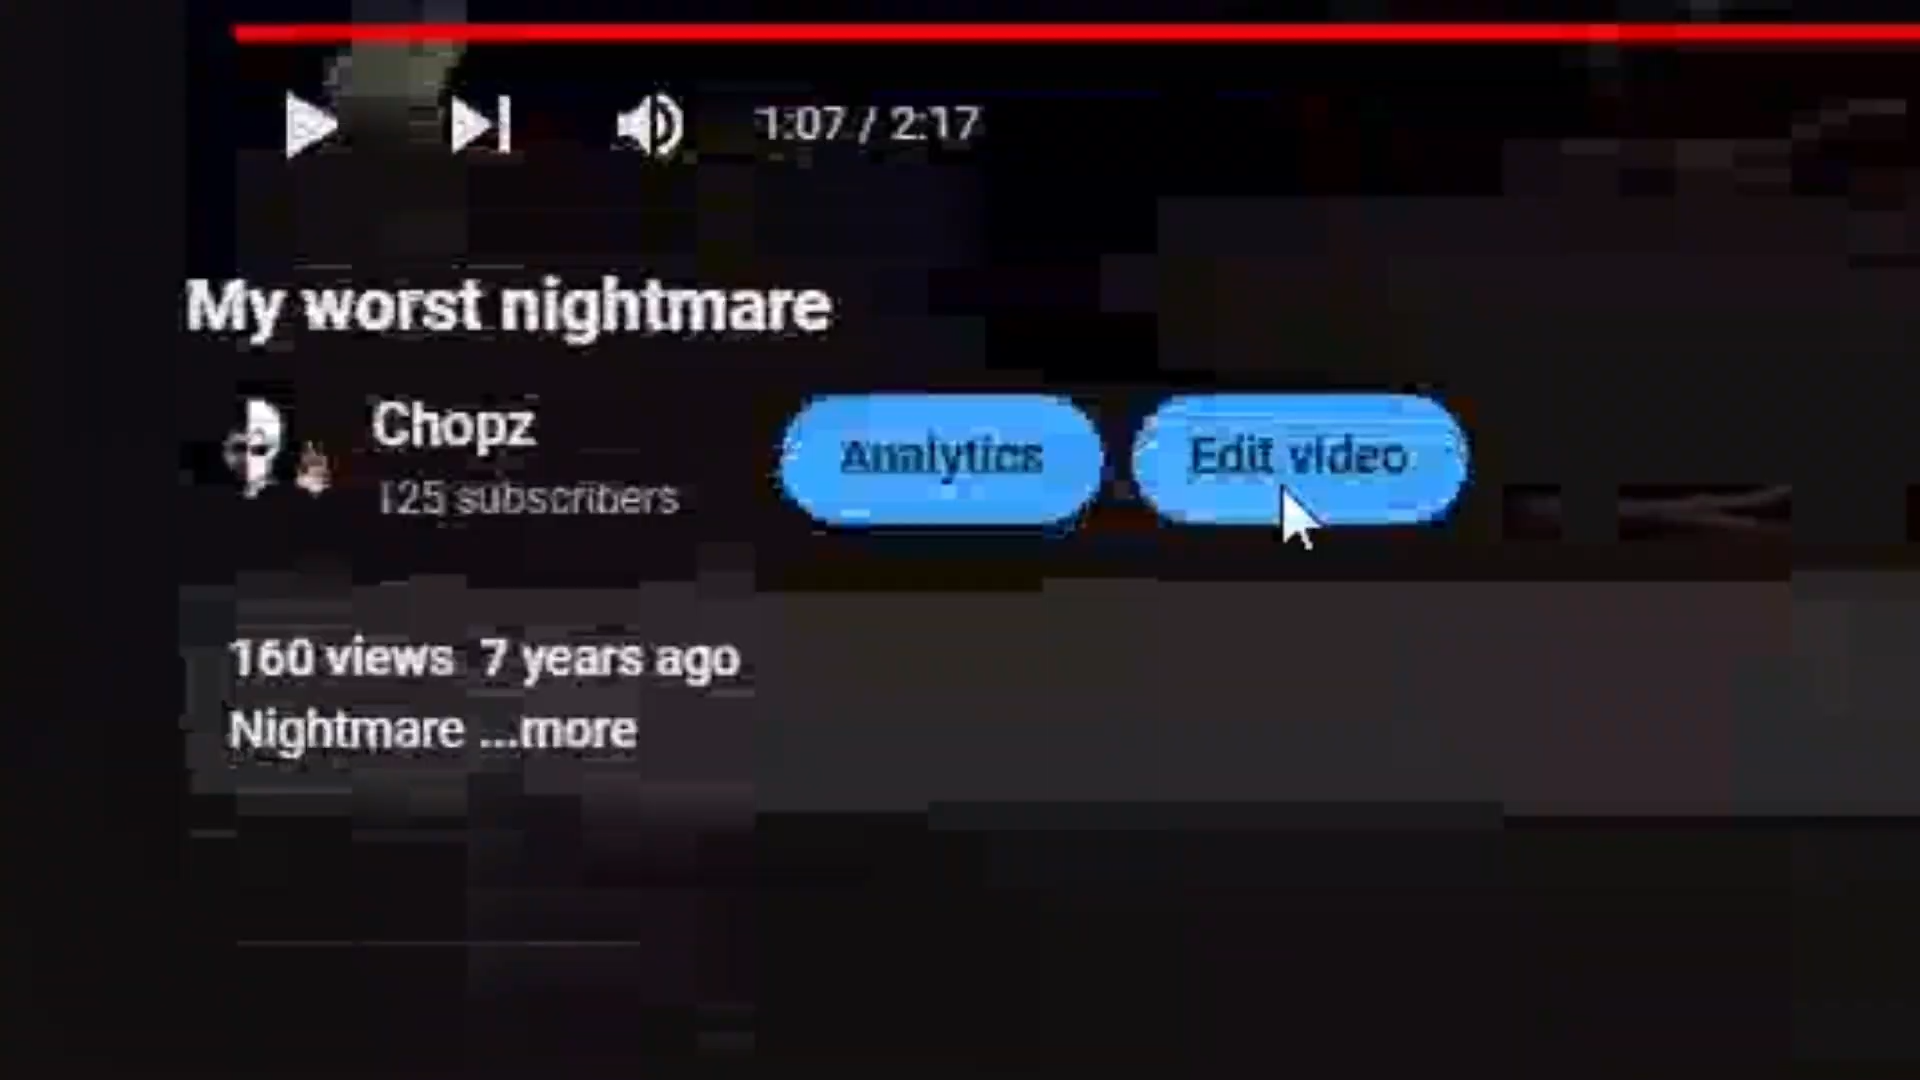 1:07 / 2:17
My worst nightmare
Chopz
125 subscribers
Analytics
Edit video
160 views 7 years ago
Nightmare ...more